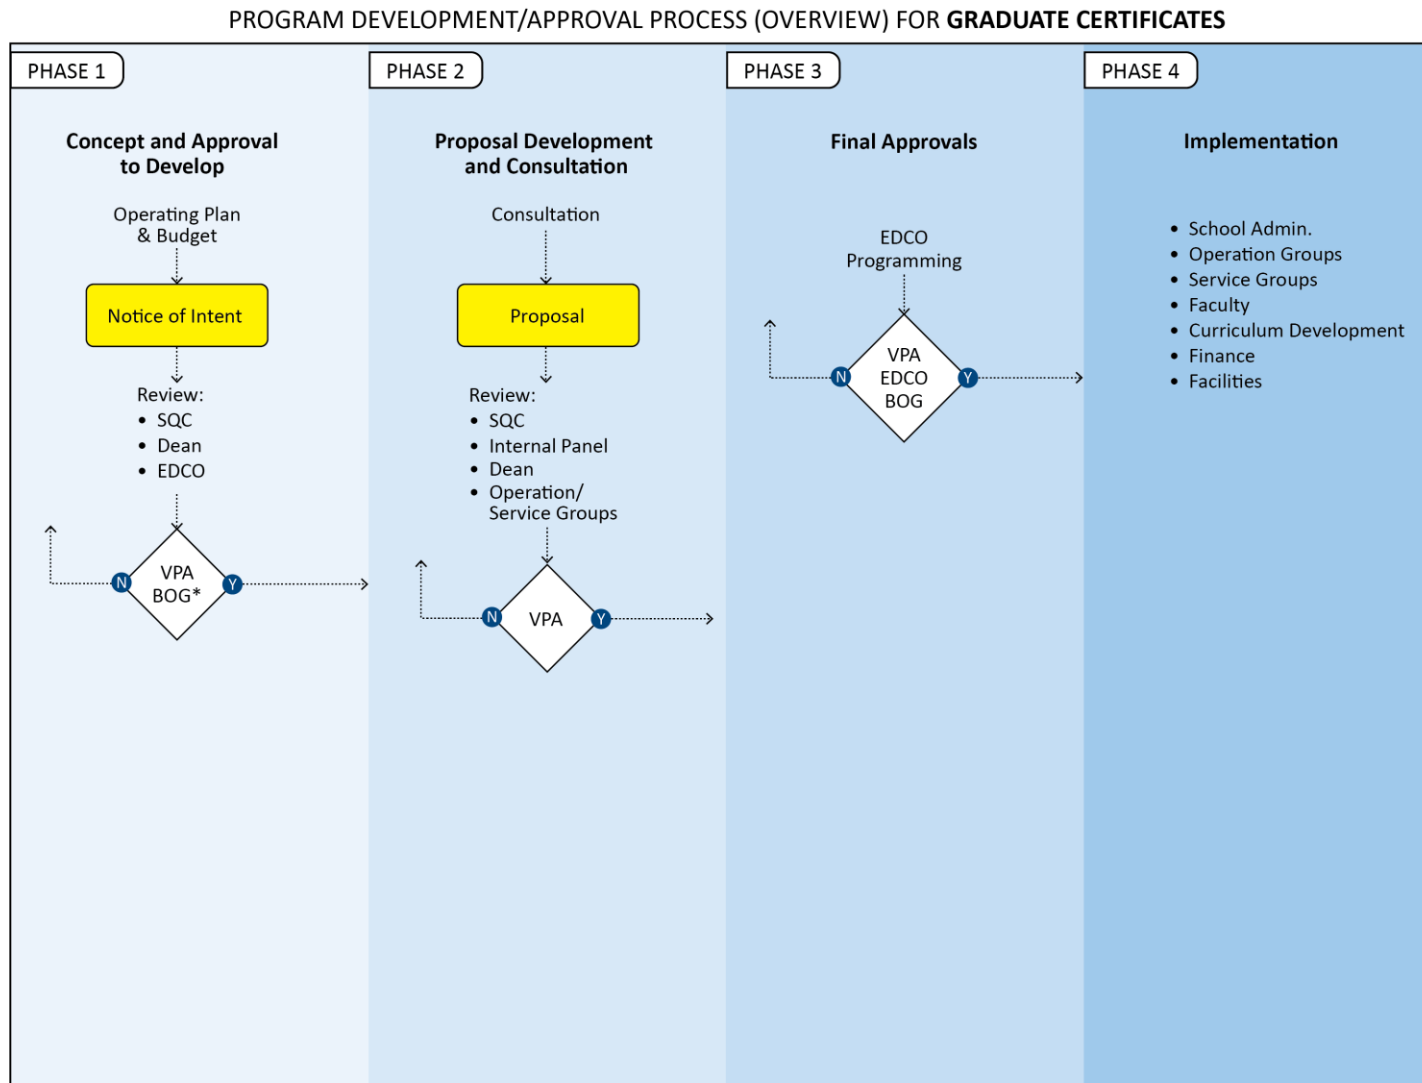 PROGRAM DEVELOPMENT/APPROVAL PROCESS (OVERVIEW) FOR GRADUATE CERTIFICATES
PHASE 1
Concept and Approval
to Develop
Operating Plan
& Budget
Notice of Intent
Review:
• SQC
• Dean
• EDCO
VPA
BOG*
N
Y
PHASE 2
Proposal Development
and Consultation
Consultation
Proposal
Review:
• SQC
• Internal Panel
• Dean
• Operation/
Service Groups
VPA
N
Y
PHASE 3
Final Approvals
EDCO
Programming
VPA
EDCO
BOG
N
Y
PHASE 4
Implementation
• School Admin.
• Operation Groups
• Service Groups
• Faculty
• Curriculum Development
• Finance
• Facilities